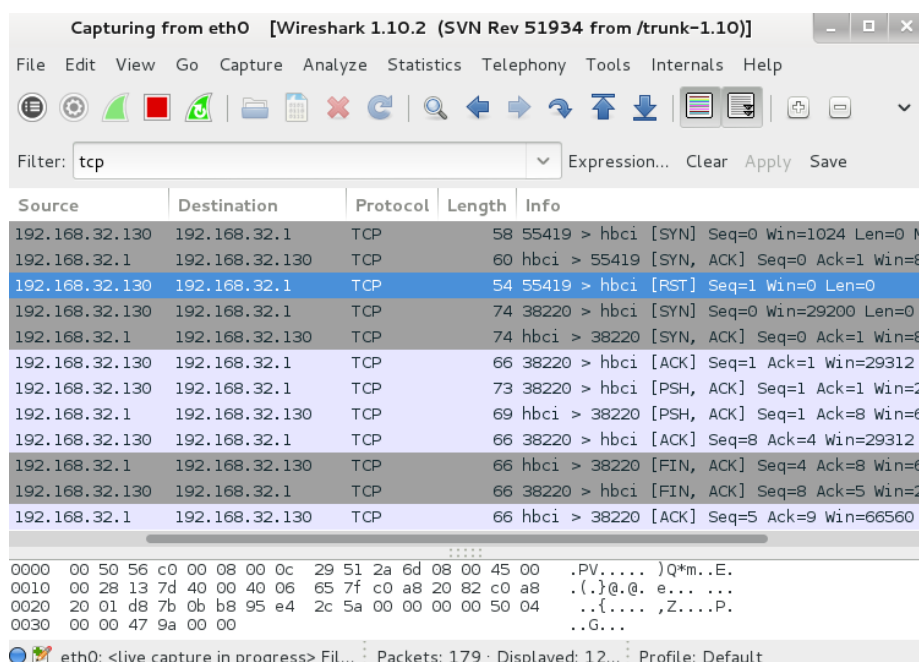 Capturing from eth0 [Wireshark 1.10.2 (SVN Rev 51934 from /trunk-1.10)]
File Edit View Go Capture Analyze Statistics Telephony Tools Internals Help
Filter: tcp Expression... Clear Apply Save
Source Destination Protocol Length Info
192.168.32.130 192.168.32.1 TCP 58 55419 > hbci [SYN] Seq=0 Win=1024 Len=0
192.168.32.1 192.168.32.130 TCP 60 hbci > 55419 [SYN, ACK] Seq=0 Ack=1 Win=8
192.168.32.130 192.168.32.1 TCP 54 55419 > hbci [RST] Seq=1 Win=0 Len=0
192.168.32.130 192.168.32.1 TCP 74 38220 > hbci [SYN] Seq=0 Win=29200 Len=0
192.168.32.1 192.168.32.130 TCP 74 hbci > 38220 [SYN, ACK] Seq=0 Ack=1 Win=8
192.168.32.130 192.168.32.1 TCP 66 38220 > hbci [ACK] Seq=1 Ack=1 Win=29312
192.168.32.130 192.168.32.1 TCP 73 38220 > hbci [PSH, ACK] Seq=1 Ack=1 Win=2
192.168.32.1 192.168.32.130 TCP 69 hbci > 38220 [PSH, ACK] Seq=1 Ack=8 Win=6
192.168.32.130 192.168.32.1 TCP 66 38220 > hbci [ACK] Seq=8 Ack=4 Win=29312
192.168.32.1 192.168.32.130 TCP 66 hbci > 38220 [FIN, ACK] Seq=4 Ack=8 Win=6
192.168.32.130 192.168.32.1 TCP 66 38220 > hbci [FIN, ACK] Seq=8 Ack=5 Win=2
192.168.32.1 192.168.32.130 TCP 66 hbci > 38220 [ACK] Seq=5 Ack=9 Win=66560
0000 00 50 56 c0 00 08 00 0c 29 51 2a 6d 08 00 45 00 .PV..... )Q*m..E.
0010 00 28 13 7d 40 00 40 06 65 7f c0 a8 20 82 c0 a8 .(.}@.@. e... ...
0020 20 01 d8 7b 0b b8 95 e4 2c 5a 00 00 00 00 50 04 ..{.... ,Z....P.
0030 00 00 47 9a 00 00 ..G...
eth0: <live capture in progress> Fil... Packets: 179 · Displayed: 12... Profile: Default